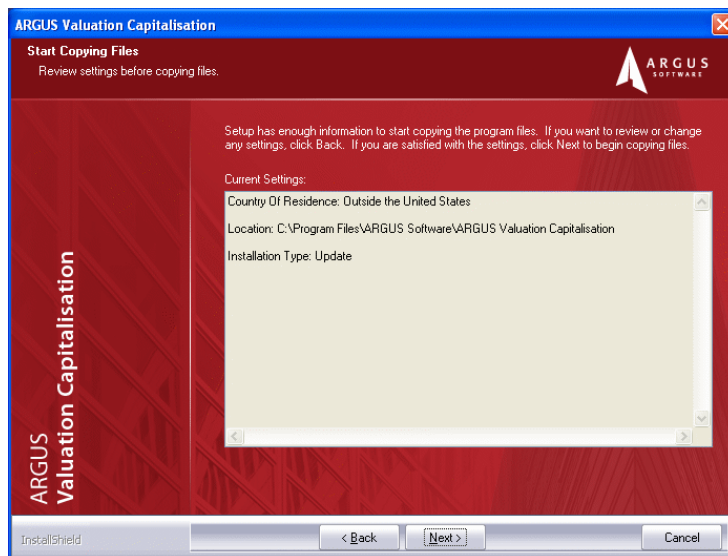 ARGUS Valuation Capitalisation
Start Copying Files
Review settings before copying files.
ARGUS
SOFTWARE
Setup has enough information to start copying the program files. If you want to review or change
any settings, click Back. If you are satisfied with the settings, click Next to begin copying files.
Current Settings:
Country Of Residence: Outside the United States
Location: C:\Program Files\ARGUS Software\ARGUS Valuation Capitalisation
Installation Type: Update
ARGUS
Valuation Capitalisation
InstallShield
< Back
Next >
Cancel